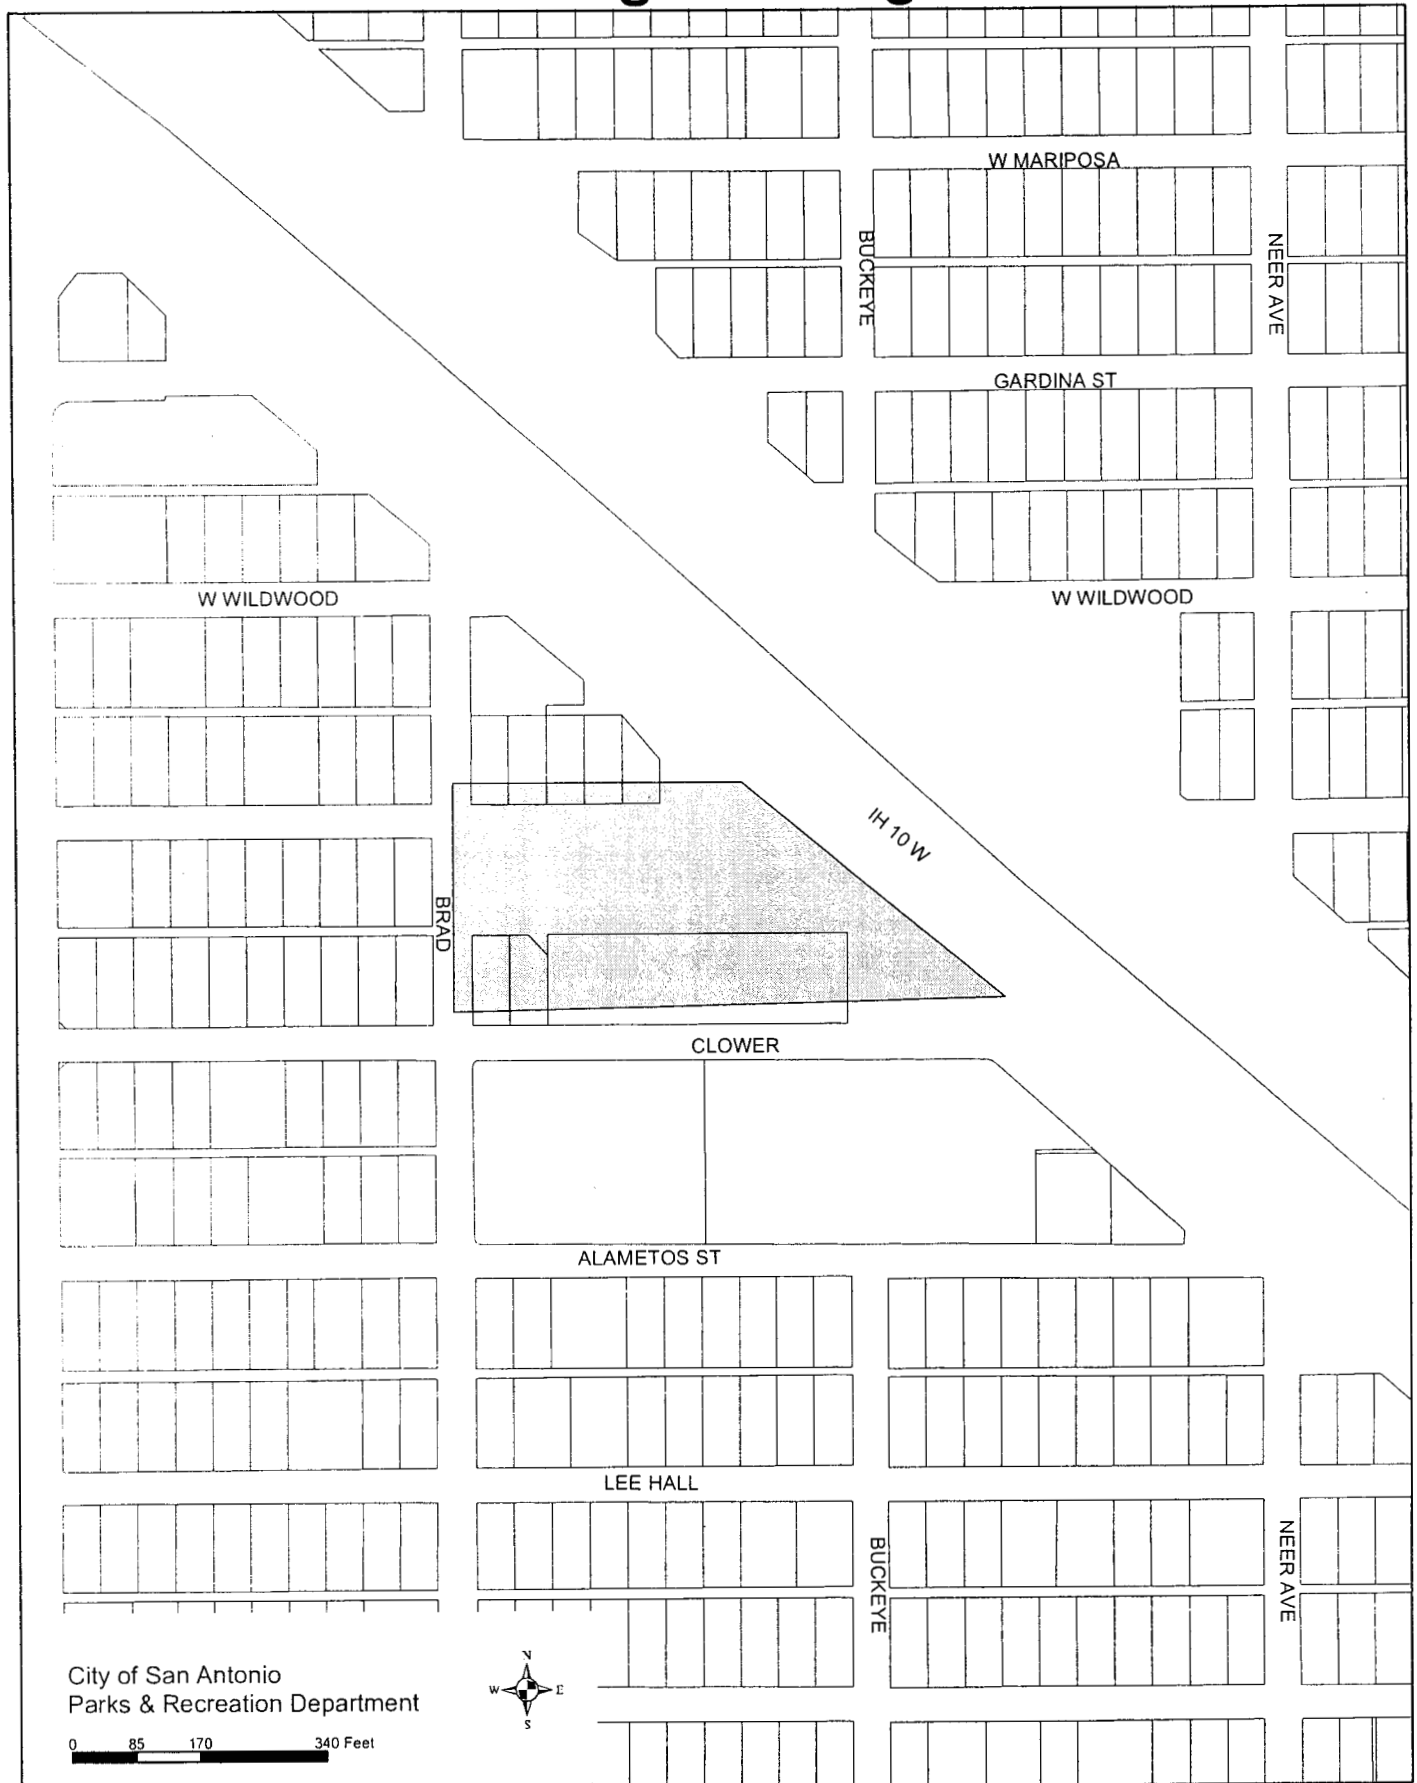 W MARIPOSA
BUCKEYE
NEER AVE
GARDINA ST
W WILDWOOD
W WILDWOOD
IH 10 W
BRAD
CLOWER
ALAMETOS ST
LEE HALL
BUCKEYE
NEER AVE
City of San Antonio
Parks & Recreation Department
N
W E
S
0 85 170 340 Feet